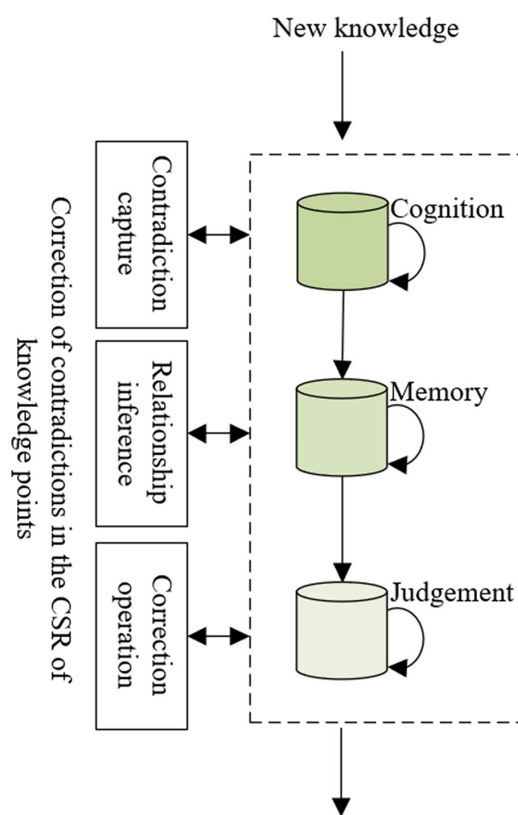 New knowledge
Cognition
Memory
Judgement
Contradiction
capture
Relationship
inference
Correction
operation
Correction of contradictions in the CSR of
knowledge points